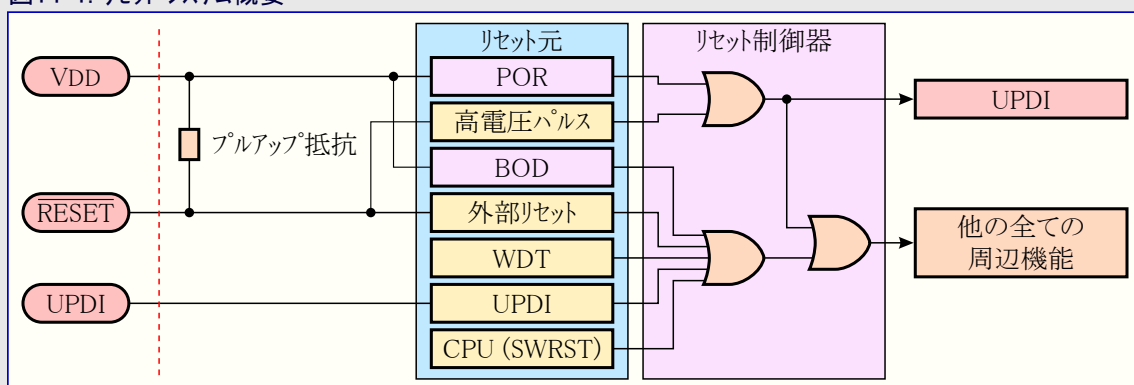 VDD
RESET
UPDI
プルアップ抵抗
リセット元
POR
高電圧パルス
BOD
外部リセット
WDT
UPDI
CPU (SWRST)
リセット制御器
UPDI
他の全ての
周辺機能